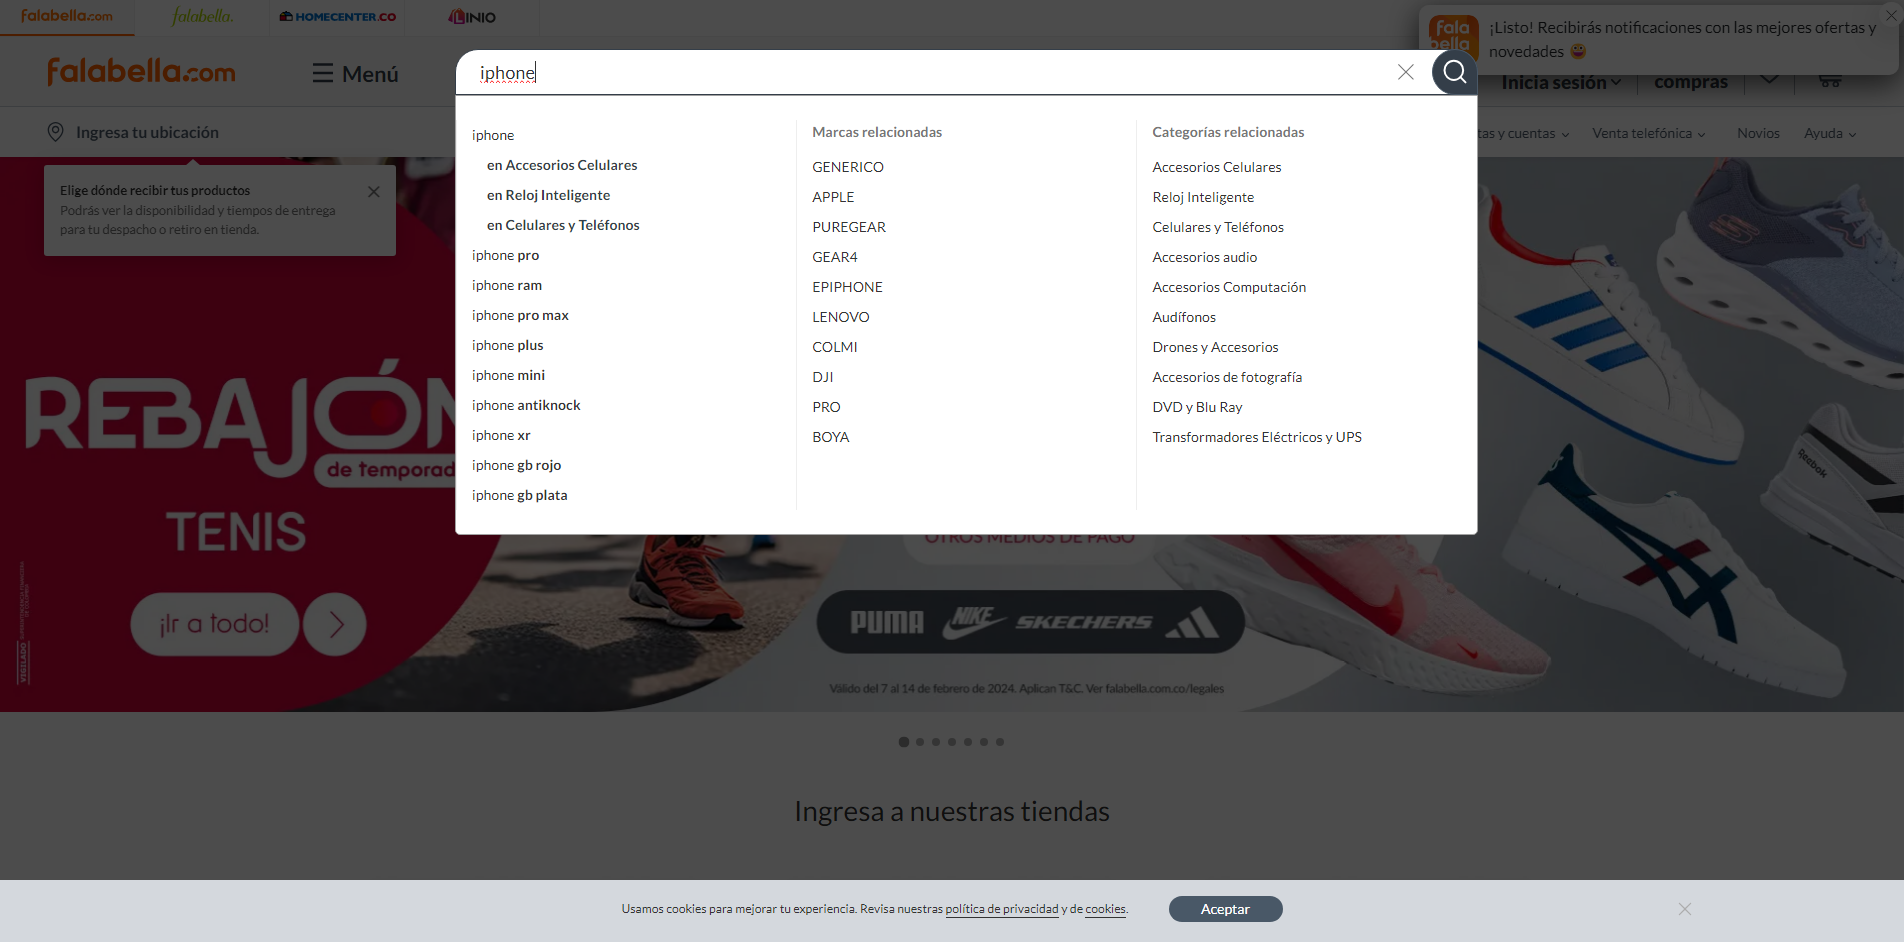 falabella.com
falabella.
HOMECENTER.CO
LINIO
¡Listo! Recibirás notificaciones con las mejores ofertas y
novedades
fala
bella
falabella.com
Menú
iphone
Inicia sesión
compras
Ingresa tu ubicación
tas y cuentas
Venta telefónica
Novios
Ayuda
Elige dónde recibir tus productos
Podrás ver la disponibilidad y tiempos de entrega
para tu despacho o retiro en tienda.
iphone
en Accesorios Celulares
en Reloj Inteligente
en Celulares y Teléfonos
iphone pro
iphone ram
iphone pro max
iphone plus
iphone mini
iphone antiknock
iphone xr
iphone gb rojo
iphone gb plata
Marcas relacionadas
GENERICO
APPLE
PUREGEAR
GEAR4
EPIPHONE
LENOVO
COLMI
DJI
PRO
BOYA
Categorías relacionadas
Accesorios Celulares
Reloj Inteligente
Celulares y Teléfonos
Accesorios audio
Accesorios Computación
Audífonos
Drones y Accesorios
Accesorios de fotografía
DVD y Blu Ray
Transformadores Eléctricos y UPS
REBAJÓN
de temporad
TENIS
¡Ir a todo!
VIGILADO
OTROS MEDIOS DE PAGO
PUMA
NIKE
SKECHERS
Reebok
Válido del 7 al 14 de febrero de 2024. Aplican T&C. Ver falabella.com.co/legales
Ingresa a nuestras tiendas
Usamos cookies para mejorar tu experiencia. Revisa nuestras política de privacidad y de cookies.
Aceptar